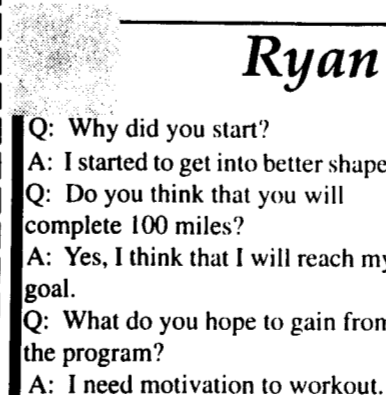 Ryan
Q: Why did you start?
A: I started to get into better shape
Q: Do you think that you will
complete 100 miles?
A: Yes, I think that I will reach my
goal.
Q: What do you hope to gain from
the program?
A: I need motivation to workout.